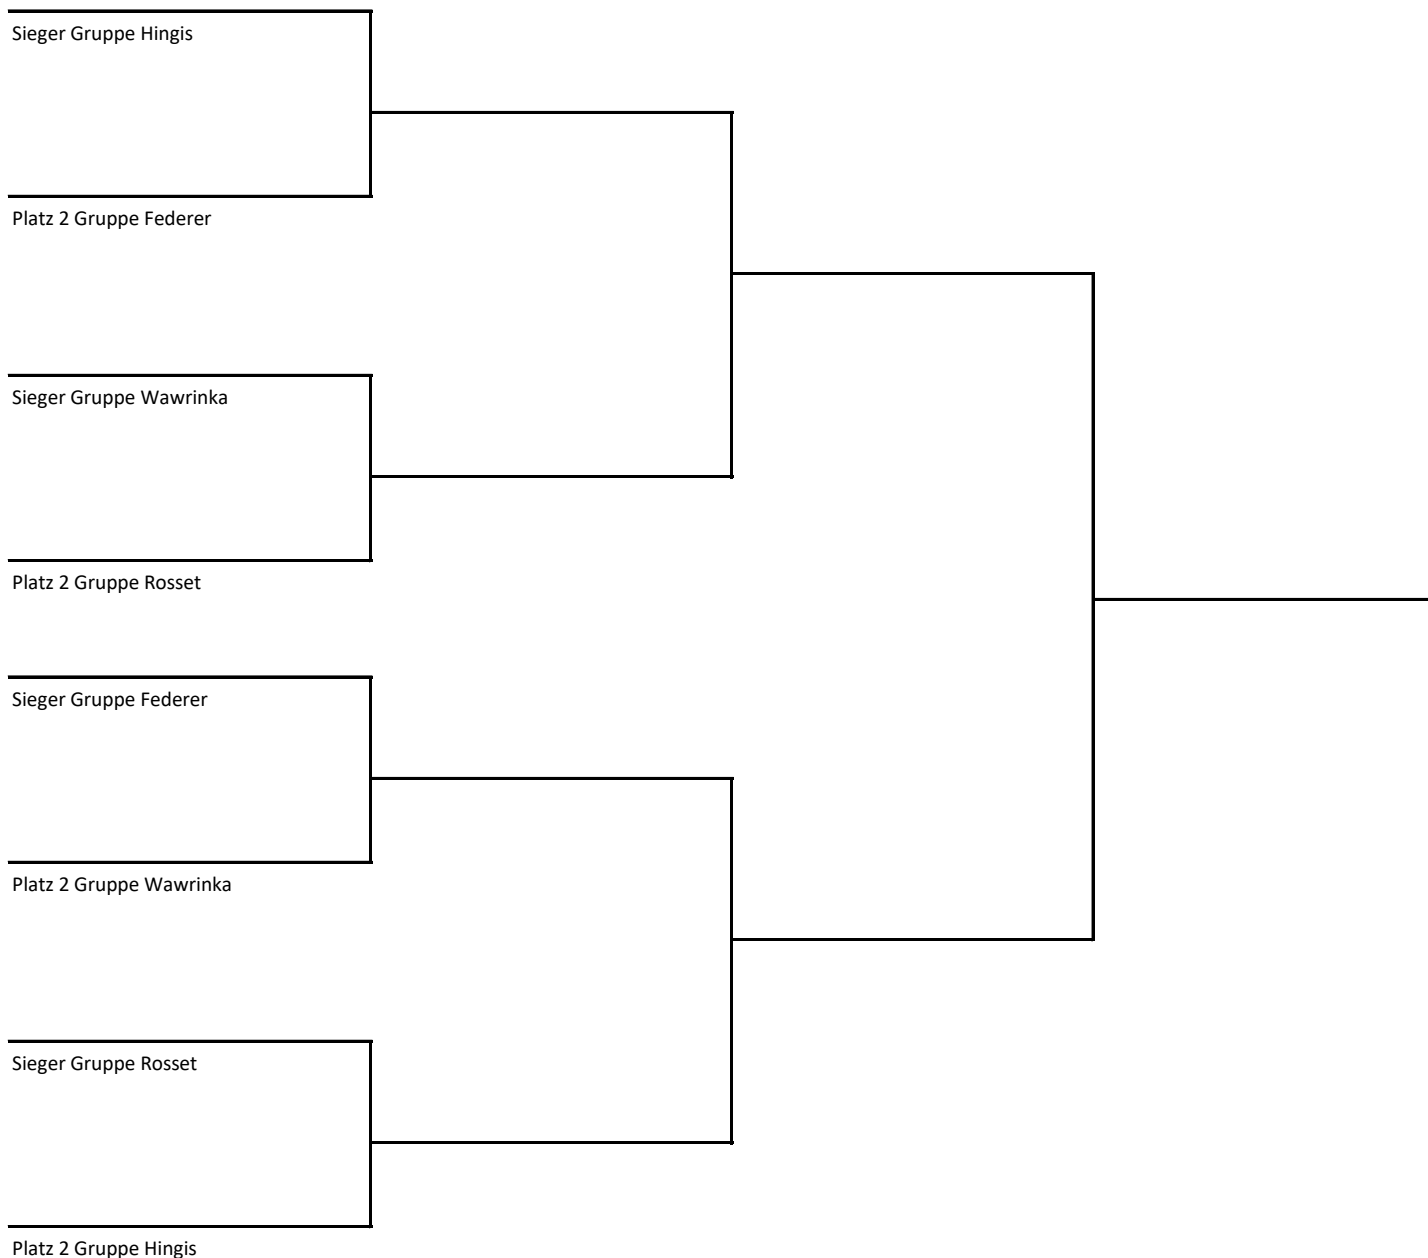 Sieger Gruppe Hingis
Platz 2 Gruppe Federer
Sieger Gruppe Wawrinka
Platz 2 Gruppe Rosset
Sieger Gruppe Federer
Platz 2 Gruppe Wawrinka
Sieger Gruppe Rosset
Platz 2 Gruppe Hingis